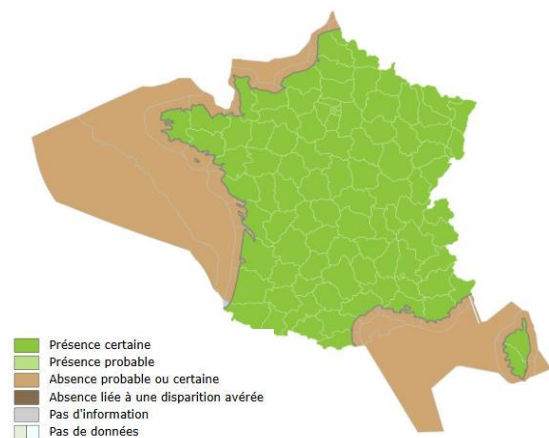 Présence certaine
Présence probable
Absence probable ou certaine
Absence liée à une disparition avérée
Pas d'information
Pas de données